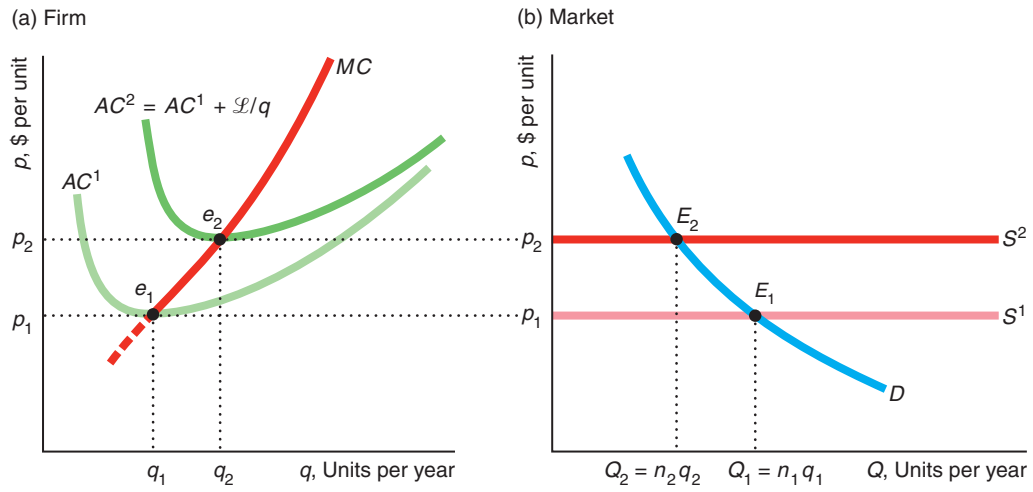 (a) Firm
p, $ per unit
MC
AC² = AC¹ + ℒ/q
AC¹
e₂
e₁
p₂
p₁
q₁
q₂
q, Units per year
(b) Market
p, $ per unit
E₂
S²
E₁
S¹
p₂
p₁
D
Q₂ = n₂q₂
Q₁ = n₁q₁
Q, Units per year